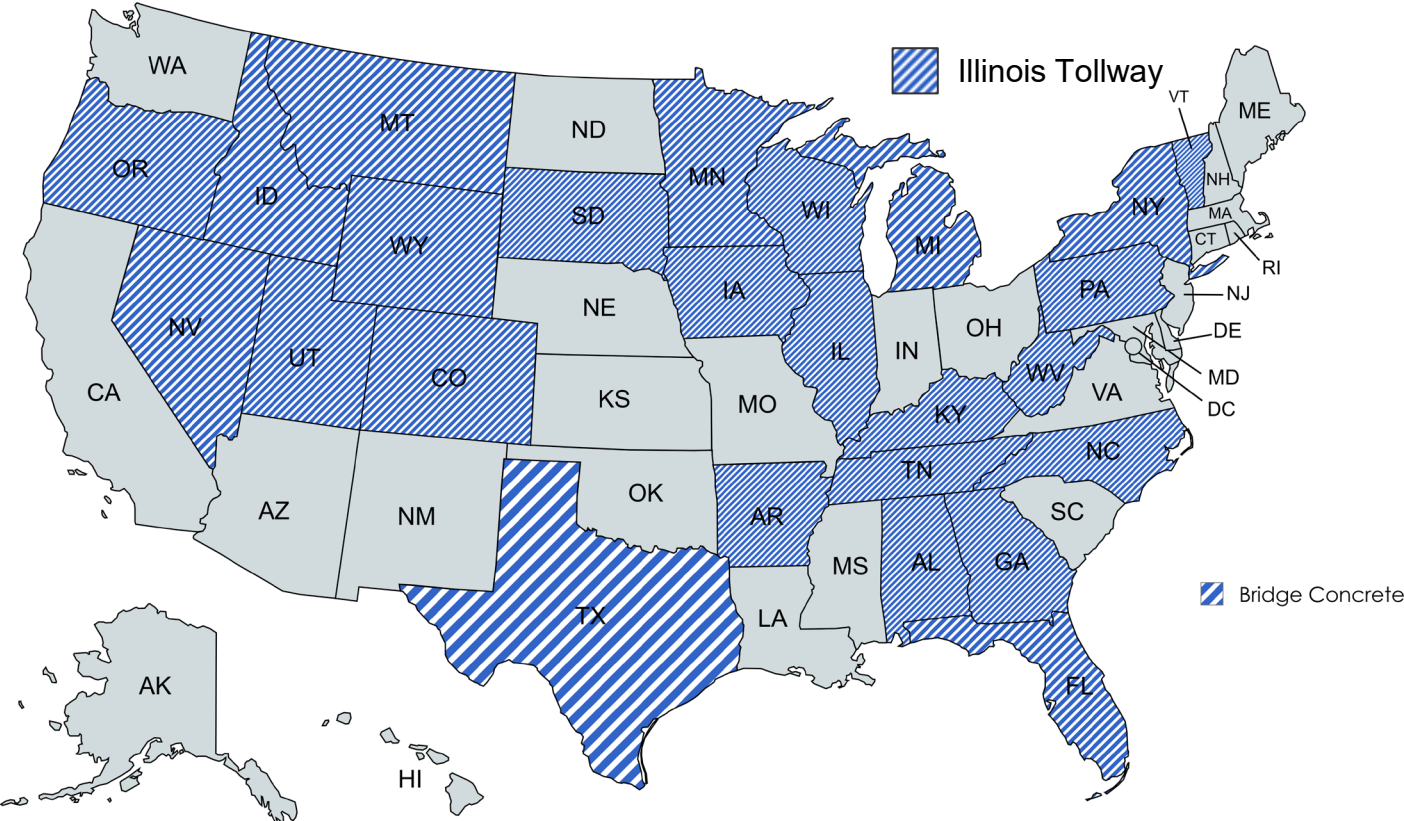 WA
Illinois Tollway
VT
ME
MT
ND
OR
MN
NH
ID
SD
WI
NY
MA
WY
MI
CT
RI
NE
IA
PA
NJ
NV
OH
DE
UT
IL
IN
CO
WV
MD
CA
KS
MO
KY
VA
DC
NC
TN
OK
AZ
NM
AR
SC
MS
AL
GA
Bridge Concrete
TX
LA
AK
FL
HI